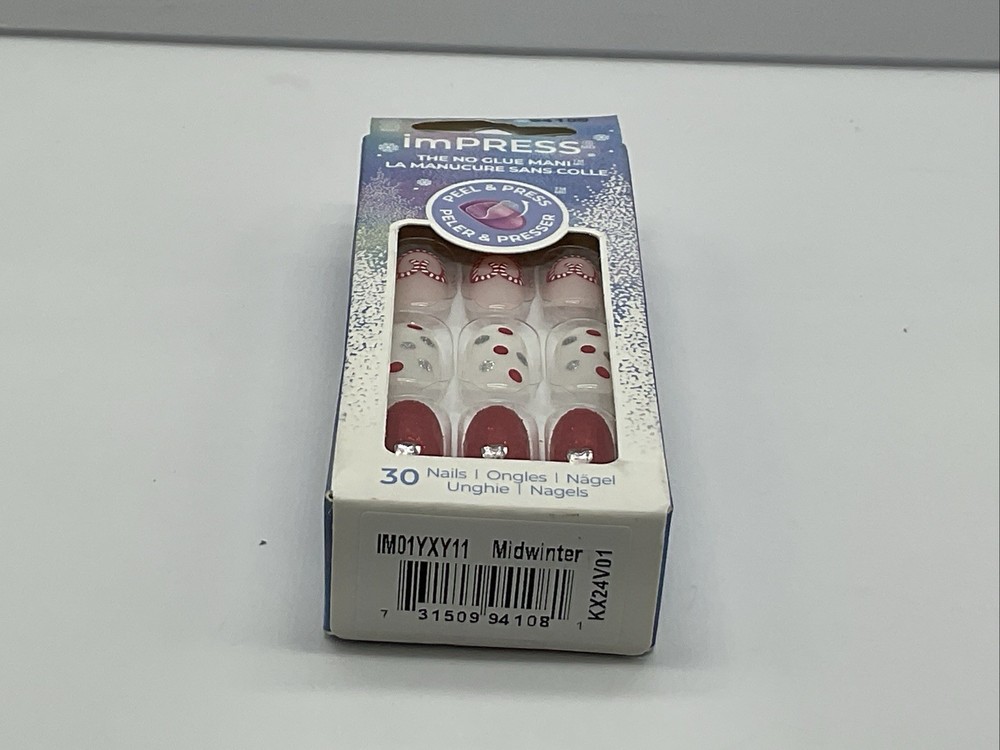 imPRESS
THE NO GLUE MANI™
LA MANUCURE SANS COLLE
PEEL & PRESS
PELER & PRESSER
30 Nails | Ongles | Nägel
Unghie | Nagels
IM01YXY11 Midwinter
KX24V01
7 31509 94108 1